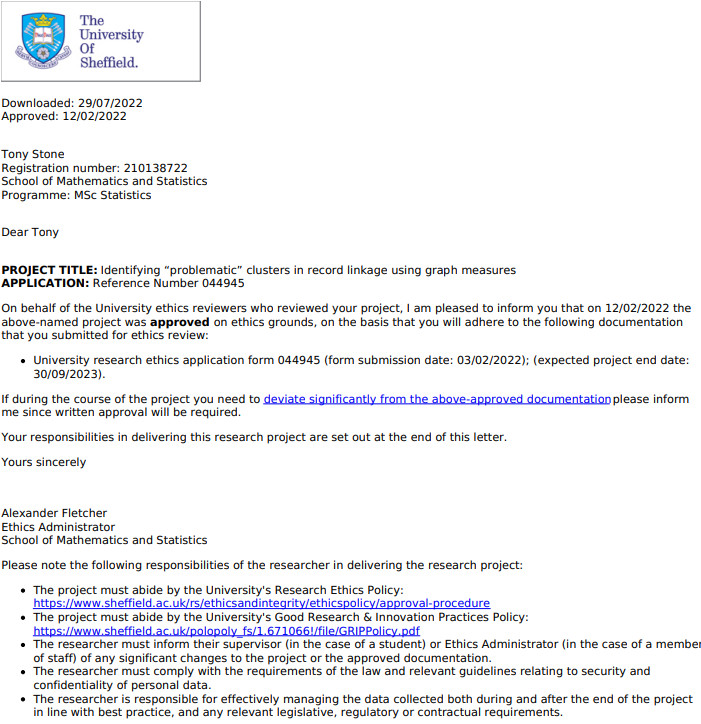 The
University
Of
Sheffield.
Downloaded: 29/07/2022
Approved: 12/02/2022
Tony Stone
Registration number: 210138722
School of Mathematics and Statistics
Programme: MSc Statistics
Dear Tony
PROJECT TITLE: Identifying “problematic” clusters in record linkage using graph measures
APPLICATION: Reference Number 044945
On behalf of the University ethics reviewers who reviewed your project, I am pleased to inform you that on 12/02/2022 the
above-named project was approved on ethics grounds, on the basis that you will adhere to the following documentation
that you submitted for ethics review:
• University research ethics application form 044945 (form submission date: 03/02/2022); (expected project end date:
30/09/2023).
If during the course of the project you need to deviate significantly from the above-approved documentation please inform
me since written approval will be required.
Your responsibilities in delivering this research project are set out at the end of this letter.
Yours sincerely
Alexander Fletcher
Ethics Administrator
School of Mathematics and Statistics
Please note the following responsibilities of the researcher in delivering the research project:
• The project must abide by the University's Research Ethics Policy:
https://www.sheffield.ac.uk/rs/ethicsandintegrity/ethicspolicy/approval-procedure
• The project must abide by the University's Good Research & Innovation Practices Policy:
https://www.sheffield.ac.uk/polopoly_fs/1.671066!/file/GRIPPolicy.pdf
• The researcher must inform their supervisor (in the case of a student) or Ethics Administrator (in the case of a member
of staff) of any significant changes to the project or the approved documentation.
• The researcher must comply with the requirements of the law and relevant guidelines relating to security and
confidentiality of personal data.
• The researcher is responsible for effectively managing the data collected both during and after the end of the project
in line with best practice, and any relevant legislative, regulatory or contractual requirements.